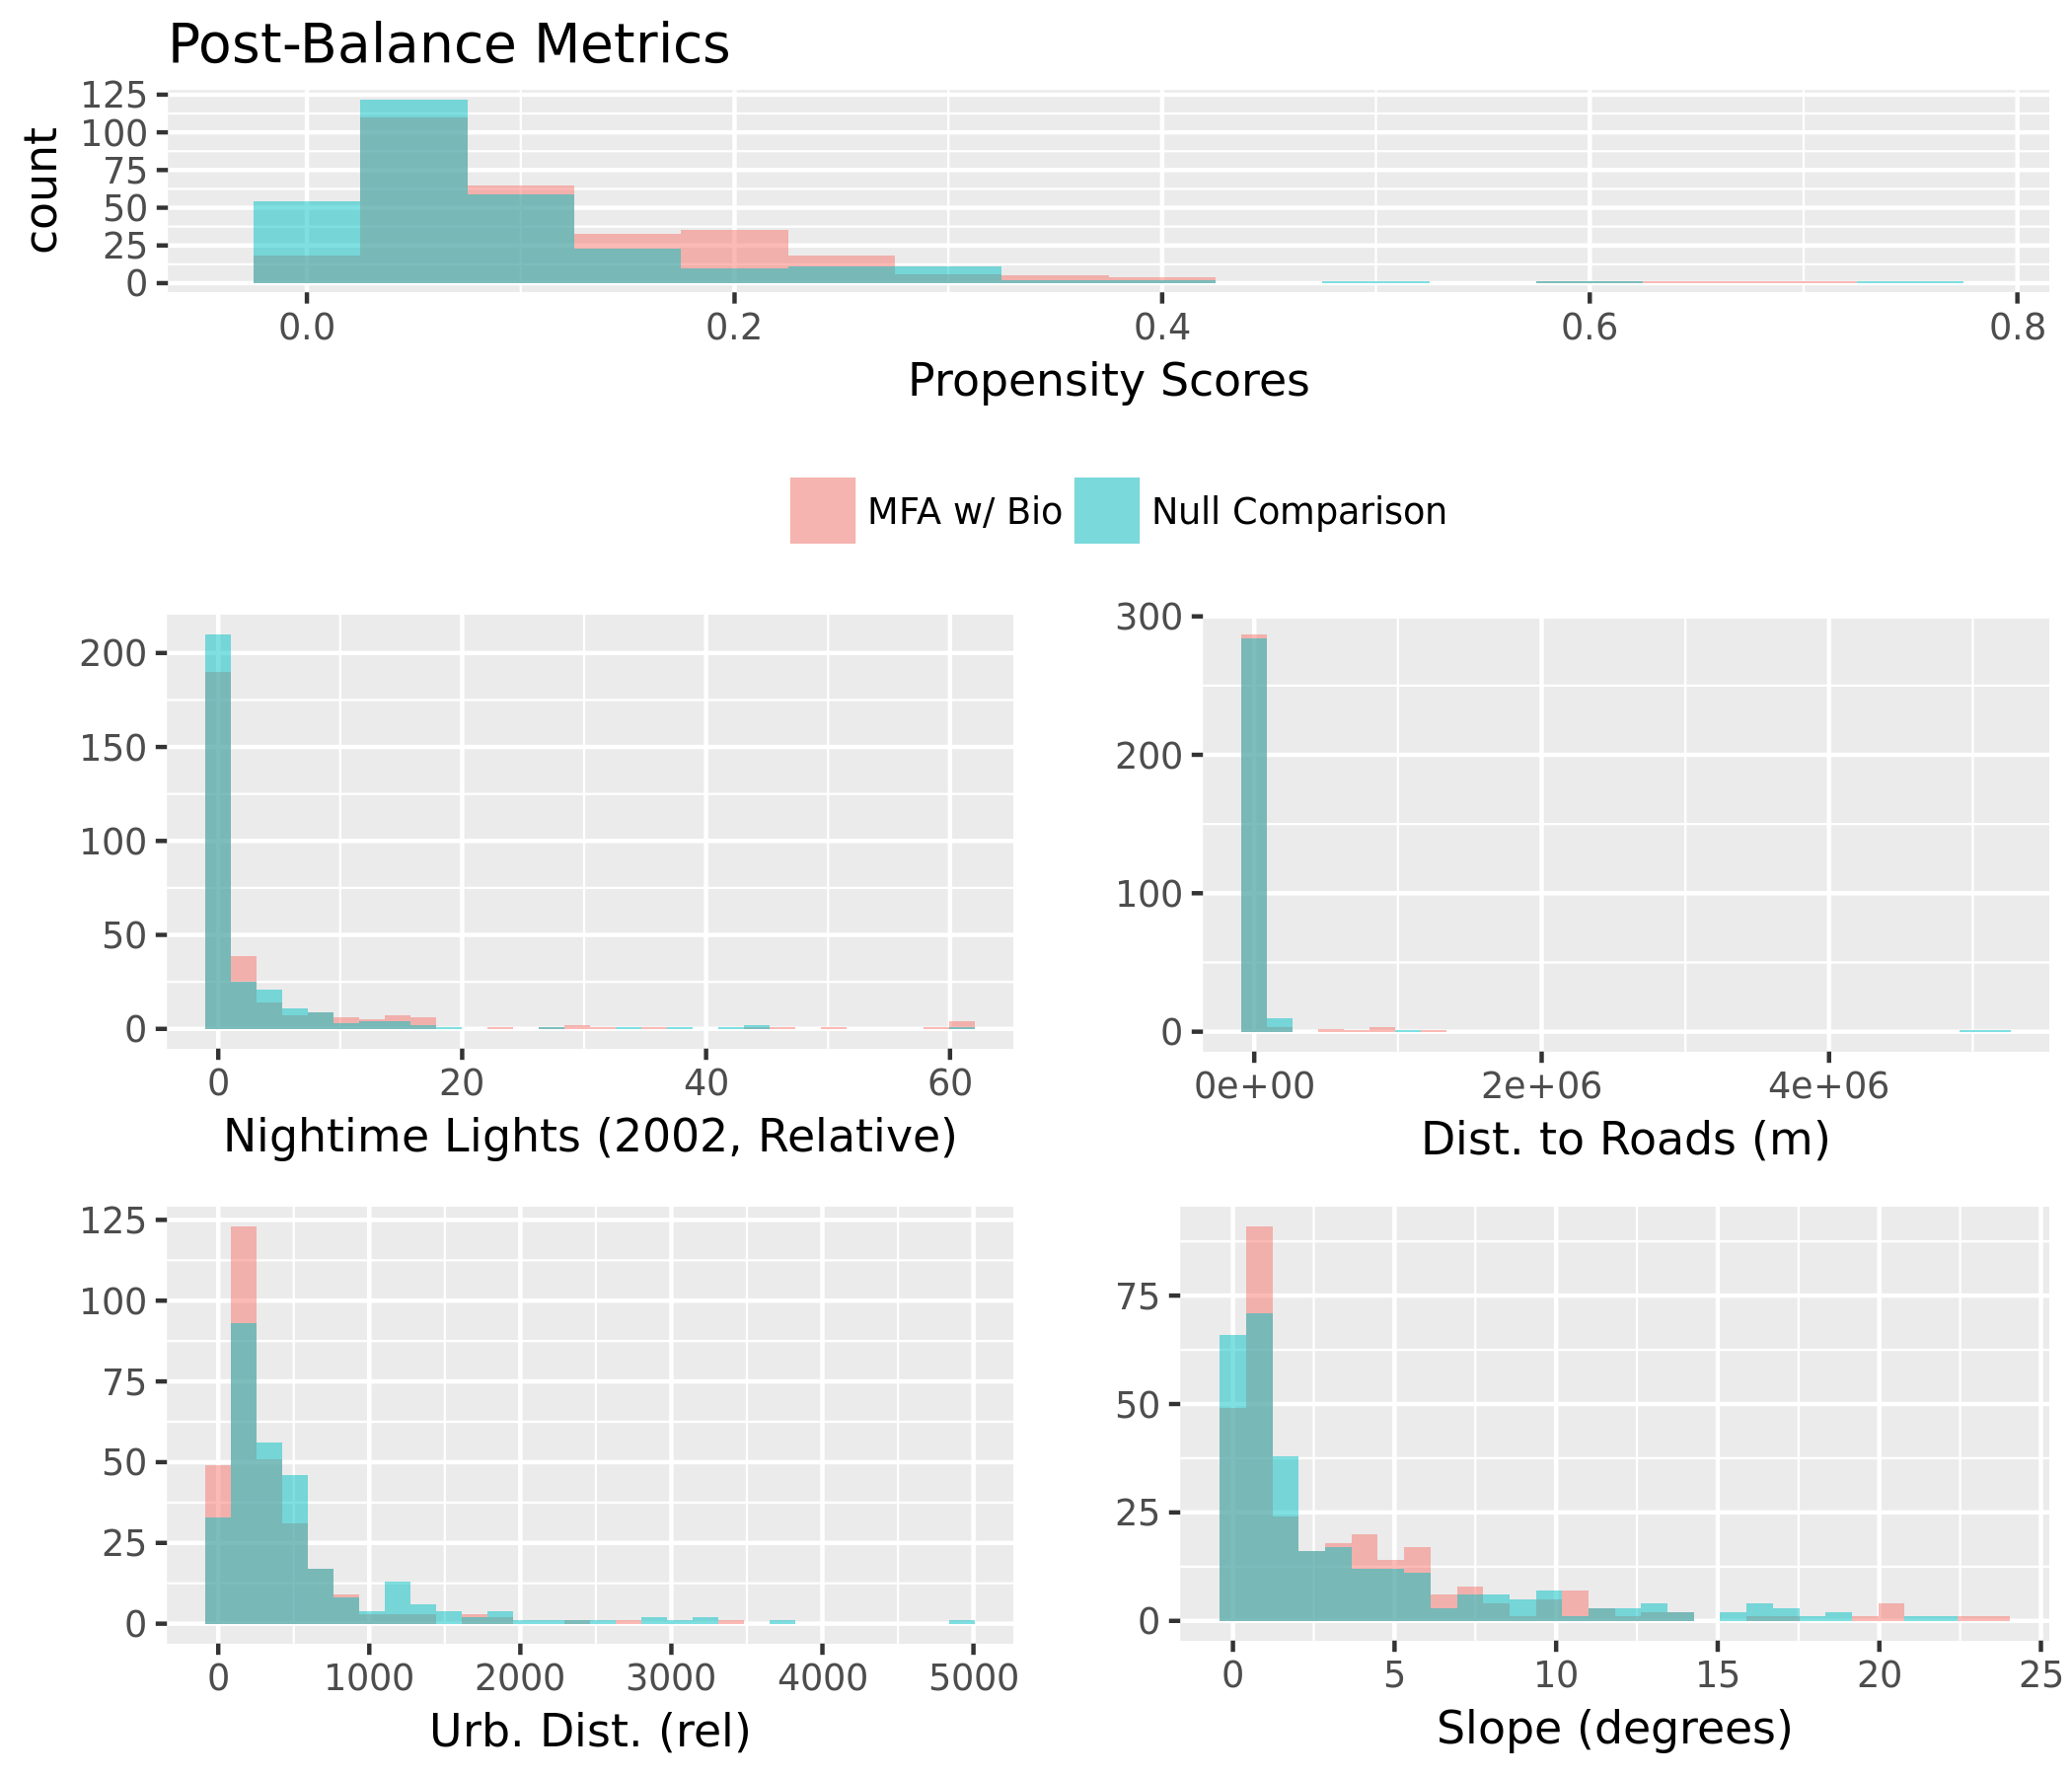 Post-Balance Metrics
count
125
100
75
50
25
0
0.0 0.2 0.4 0.6 0.8
Propensity Scores
MFA w/ Bio Null Comparison
200
150
100
50
0
0 20 40 60
Nightime Lights (2002, Relative)
300
200
100
0
0e+00 2e+06 4e+06
Dist. to Roads (m)
125
100
75
50
25
0
0 1000 2000 3000 4000 5000
Urb. Dist. (rel)
75
50
25
0
0 5 10 15 20 25
Slope (degrees)